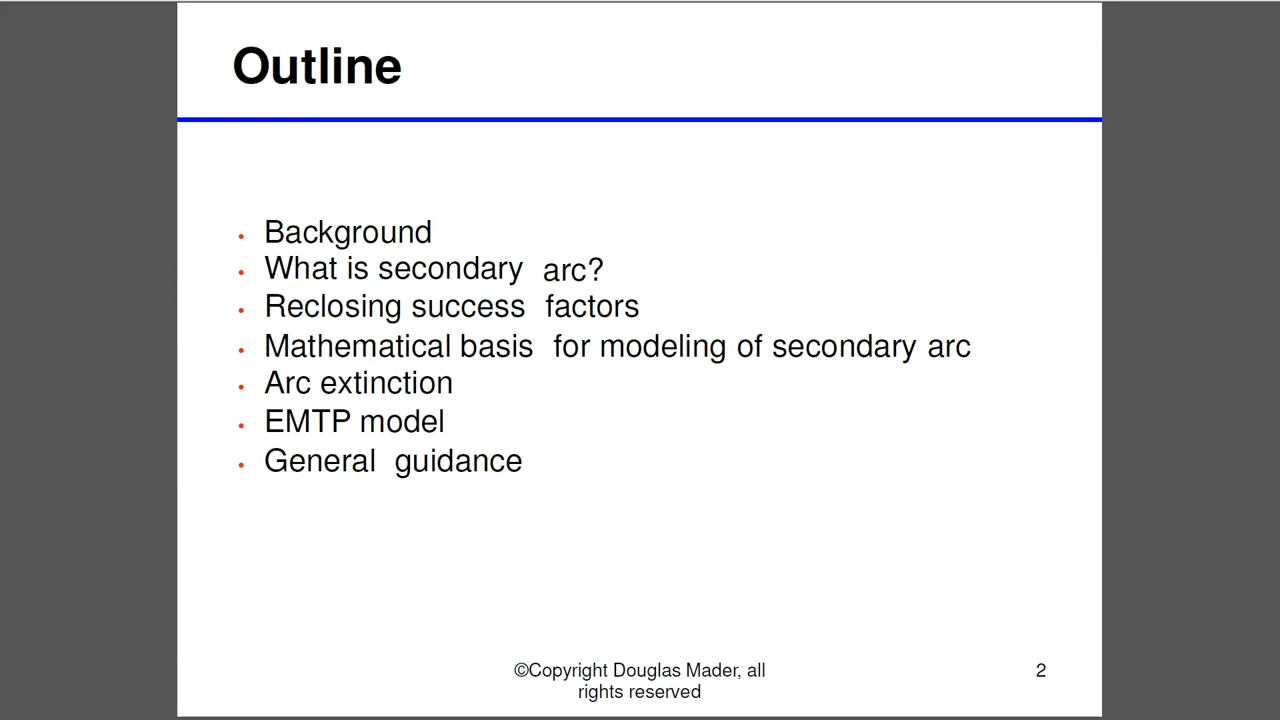 Outline
• Background
• What is secondary arc?
• Reclosing success factors
• Mathematical basis for modeling of secondary arc
• Arc extinction
• EMTP model
• General guidance
©Copyright Douglas Mader, all
rights reserved
2